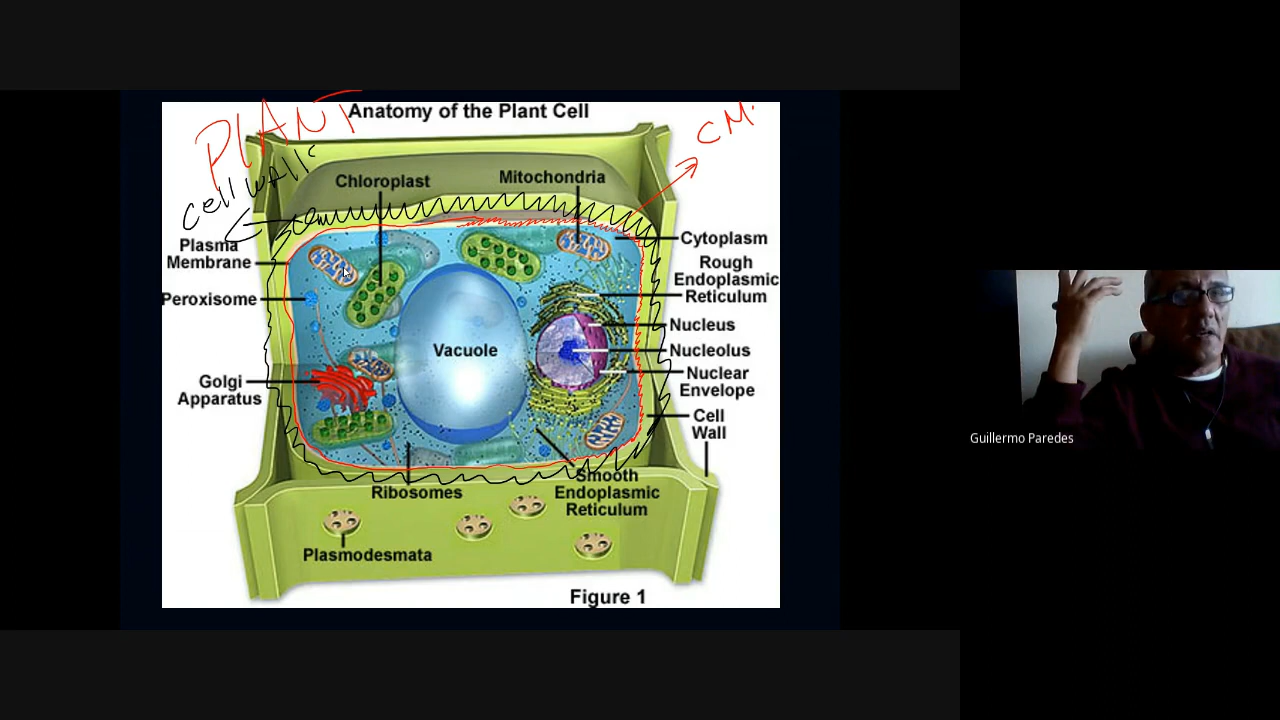 Anatomy of the Plant Cell
PLANT
C M.
cell wall
Chloroplast
Mitochondria
Plasma
Membrane
Cytoplasm
Rough
Endoplasmic
Reticulum
Peroxisome
Nucleus
Vacuole
Nucleolus
Nuclear
Envelope
Golgi
Apparatus
Cell
Wall
Ribosomes
Smooth
Endoplasmic
Reticulum
Plasmodesmata
Figure 1
Guillermo Paredes